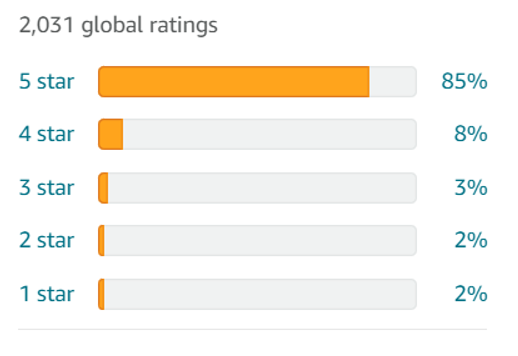 2,031 global ratings
5 star 85%
4 star 8%
3 star 3%
2 star 2%
1 star 2%